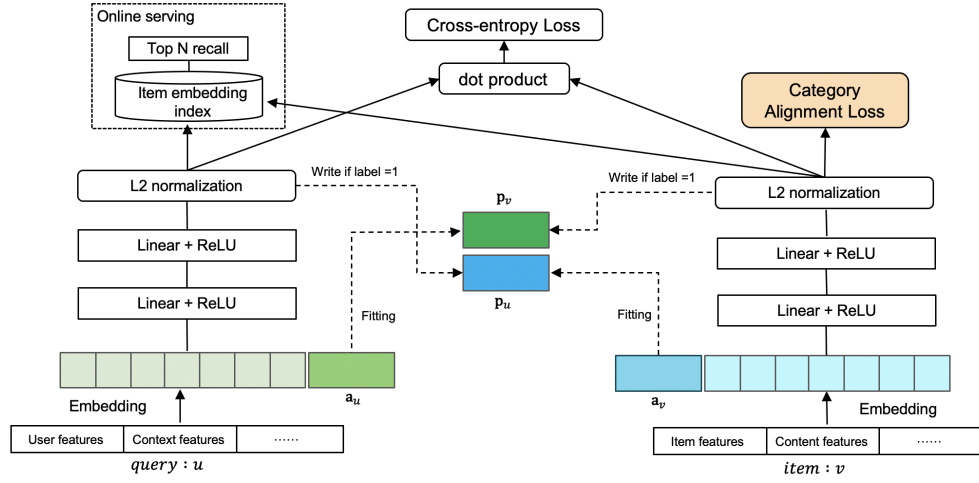 Online serving
Top N recall
Item embedding
index
Cross-entropy Loss
dot product
Category
Alignment Loss
L2 normalization
Write if label =1
Write if label =1
L2 normalization
p_v
Linear + ReLU
Linear + ReLU
p_u
Linear + ReLU
Linear + ReLU
Fitting
Fitting
a_u
a_v
Embedding
Embedding
User features
Context features
······
Item features
Content features
······
query : u
item : v